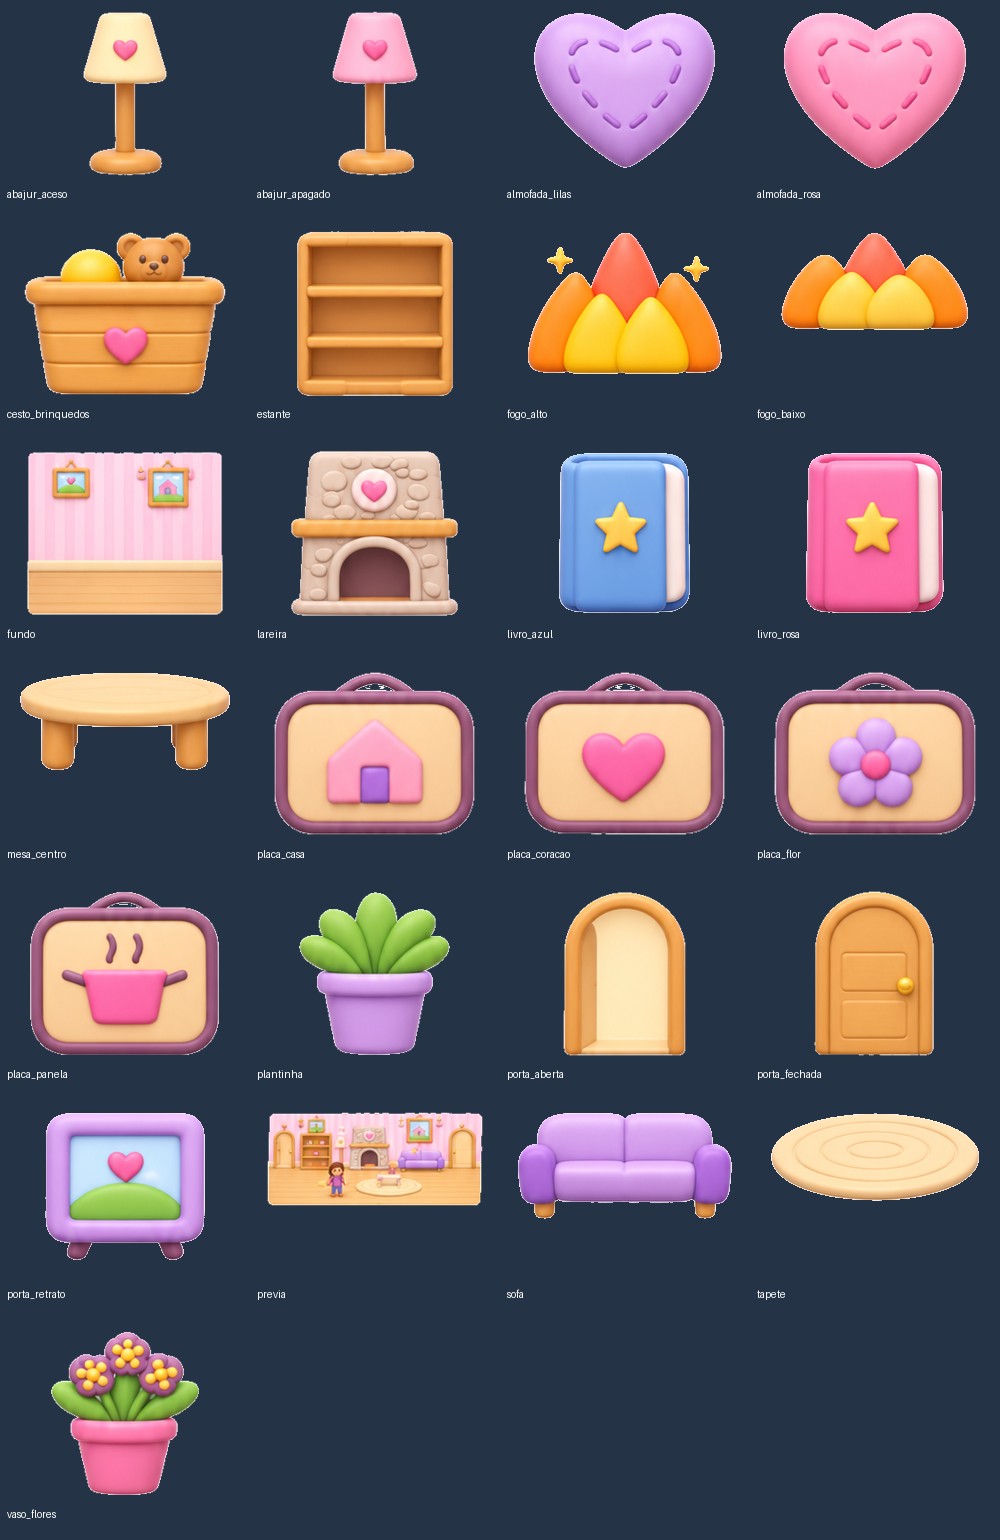 abajur_aceso
abajur_apagado
almofada_lilas
almofada_rosa
cesto_brinquedos
estante
fogo_alto
fogo_baixo
fundo
lareira
livro_azul
livro_rosa
mesa_centro
placa_casa
placa_coracao
placa_flor
placa_panela
plantinha
porta_aberta
porta_fechada
porta_retrato
previa
sofa
tapete
vaso_flores